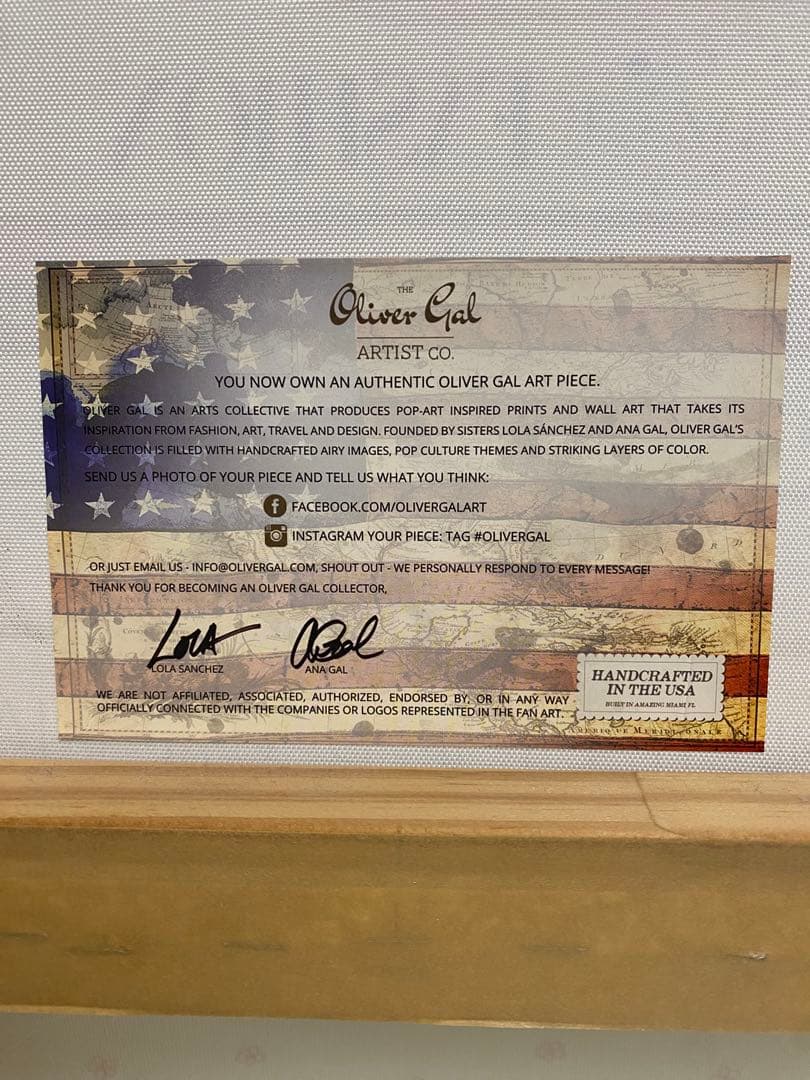 THE
Oliver Gal
ARTIST CO.
YOU NOW OWN AN AUTHENTIC OLIVER GAL ART PIECE.
OLIVER GAL IS AN ARTS COLLECTIVE THAT PRODUCES POP-ART INSPIRED PRINTS AND WALL ART THAT TAKES ITS
INSPIRATION FROM FASHION, ART, TRAVEL AND DESIGN. FOUNDED BY SISTERS LOLA SÁNCHEZ AND ANA GAL, OLIVER GAL'S
COLLECTION IS FILLED WITH HANDCRAFTED AIRY IMAGES, POP CULTURE THEMES AND STRIKING LAYERS OF COLOR.
SEND US A PHOTO OF YOUR PIECE AND TELL US WHAT YOU THINK:
FACEBOOK.COM/OLIVERGALART
INSTAGRAM YOUR PIECE: TAG #OLIVERGAL
OR JUST EMAIL US - INFO@OLIVERGAL.COM, SHOUT OUT - WE PERSONALLY RESPOND TO EVERY MESSAGE!
THANK YOU FOR BECOMING AN OLIVER GAL COLLECTOR,
LOLA
LOLA SANCHEZ
ANA GAL
WE ARE NOT AFFILIATED, ASSOCIATED, AUTHORIZED, ENDORSED BY, OR IN ANY WAY
OFFICIALLY CONNECTED WITH THE COMPANIES OR LOGOS REPRESENTED IN THE FAN ART.
HANDCRAFTED
IN THE USA
BUILT IN AMAZING MIAMI FL
AMERIQUE MERIDIONALE